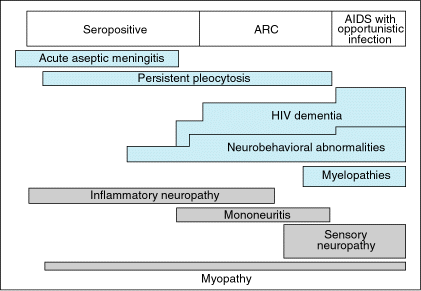 Seropositive
ARC
AIDS with
opportunistic
infection
Acute aseptic meningitis
Persistent pleocytosis
HIV dementia
Neurobehavioral abnormalities
Myelopathies
Inflammatory neuropathy
Mononeuritis
Sensory
neuropathy
Myopathy